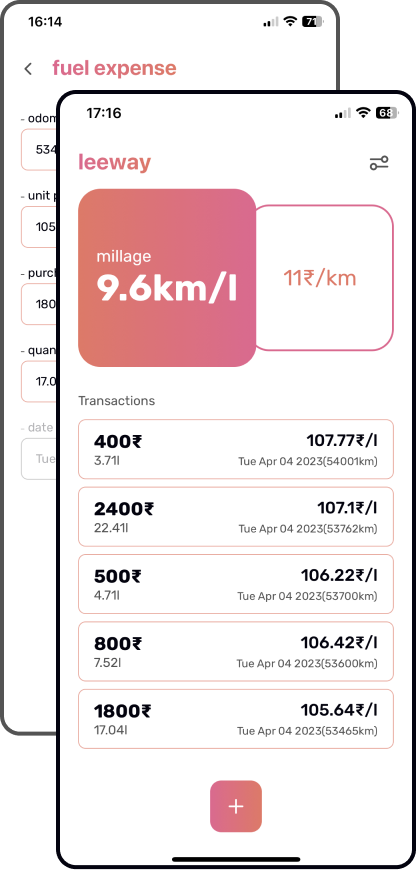 16:14
71
fuel expense
- odom
534
- unit p
105
- purch
180
- quan
17.0
- date
Tue
17:16
68
leeway
millage
9.6km/l
11₹/km
Transactions
400₹ 107.77₹/l
3.71l Tue Apr 04 2023(54001km)
2400₹ 107.1₹/l
22.41l Tue Apr 04 2023(53762km)
500₹ 106.22₹/l
4.71l Tue Apr 04 2023(53700km)
800₹ 106.42₹/l
7.52l Tue Apr 04 2023(53600km)
1800₹ 105.64₹/l
17.04l Tue Apr 04 2023(53465km)
+